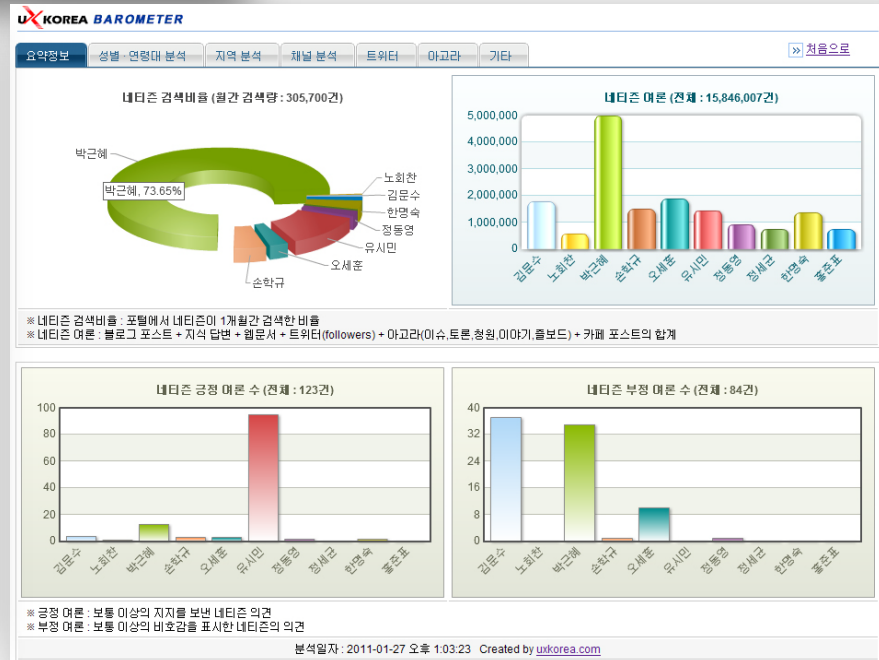 UXKOREA BAROMETER
요약정보 성별·연령대 분석 지역 분석 채널 분석 트위터 아고라 기타 처음으로
네티즌 검색비율 (월간 검색량 : 305,700건)
박근혜
박근혜, 73.65%
노회찬
김문수
한명숙
정동영
유시민
오세훈
손학규
네티즌 여론 (전체 : 15,846,007건)
5,000,000
4,000,000
3,000,000
2,000,000
1,000,000
0
김문수 노회찬 박근혜 손학규 오세훈 유시민 정동영 정세균 한명숙 홍준표
※ 네티즌 검색비율 : 포털에서 네티즌이 1개월간 검색한 비율
※ 네티즌 여론 : 블로그 포스트 + 지식 답변 + 웹문서 + 트위터(followers) + 아고라(이슈,토론,청원,이야기,즐보드) + 카페 포스트의 합계
네티즌 긍정 여론 수 (전체 : 123건)
100
80
60
40
20
0
김문수 노회찬 박근혜 손학규 오세훈 유시민 정동영 정세균 한명숙 홍준표
네티즌 부정 여론 수 (전체 : 84건)
40
32
24
16
8
0
김문수 노회찬 박근혜 손학규 오세훈 유시민 정동영 정세균 한명숙 홍준표
※ 긍정 여론 : 보통 이상의 지지를 보낸 네티즌 의견
※ 부정 여론 : 보통 이상의 비호감을 표시한 네티즌의 의견
분석일자 : 2011-01-27 오후 1:03:23 Created by uxkorea.com